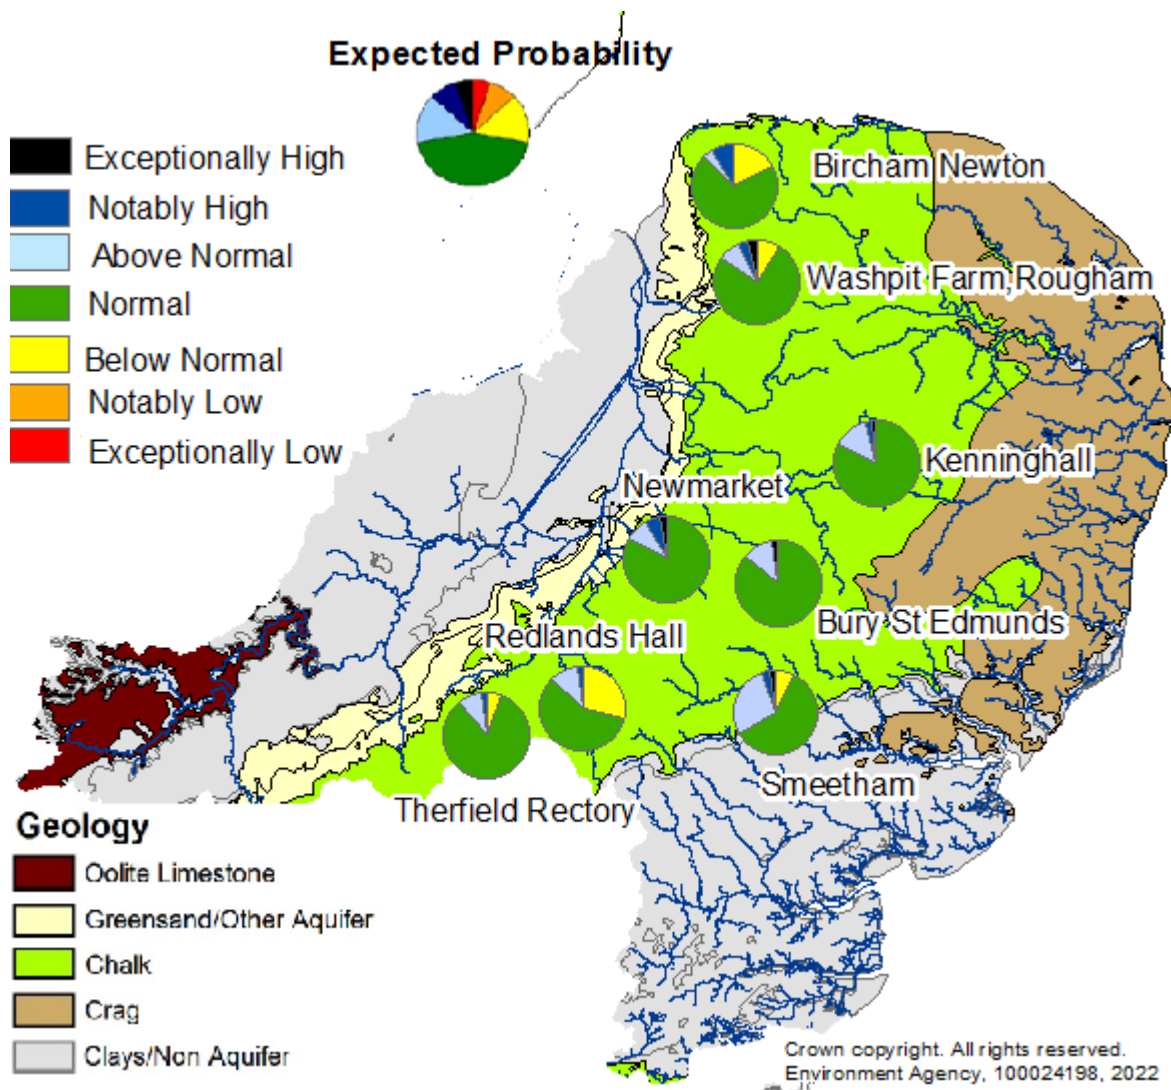 Expected Probability
Exceptionally High
Notably High
Above Normal
Normal
Below Normal
Notably Low
Exceptionally Low
Bircham Newton
Washpit Farm,Rougham
Kenninghall
Newmarket
Bury St Edmunds
Redlands Hall
Smeetham
Therfield Rectory
Geology
Oolite Limestone
Greensand/Other Aquifer
Chalk
Crag
Clays/Non Aquifer
Crown copyright. All rights reserved.
Environment Agency, 100024198, 2022